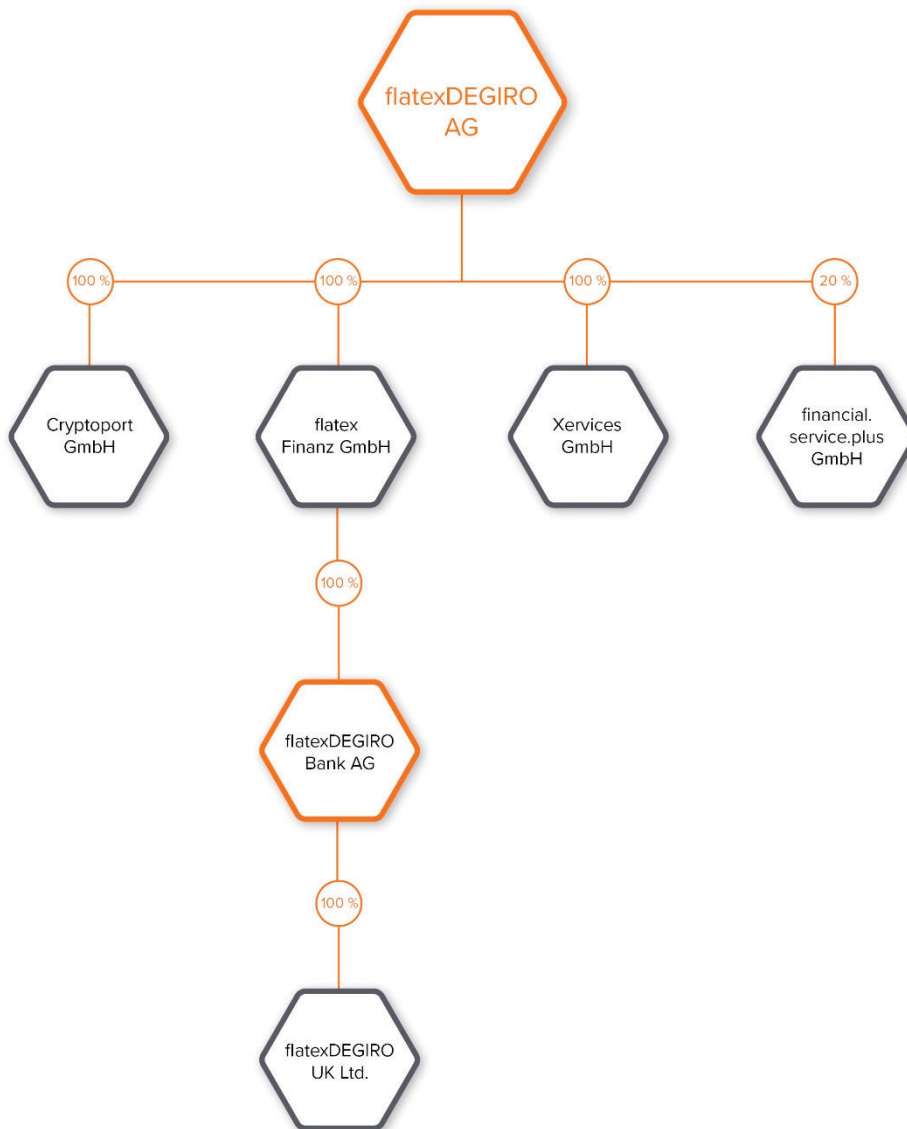 flatexDEGIRO
AG
100 %
100 %
100 %
20 %
Cryptoport
GmbH
flatex
Finanz GmbH
Xervices
GmbH
financial.
service.plus
GmbH
100 %
flatexDEGIRO
Bank AG
100 %
flatexDEGIRO
UK Ltd.